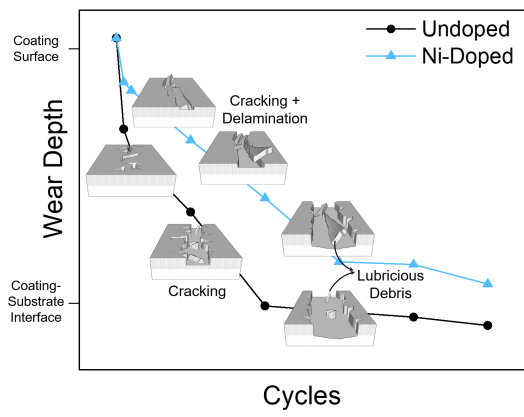 Undoped
Ni-Doped
Coating
Surface
Cracking +
Delamination
Wear Depth
Cracking
Lubricious
Debris
Coating-
Substrate
Interface
Cycles